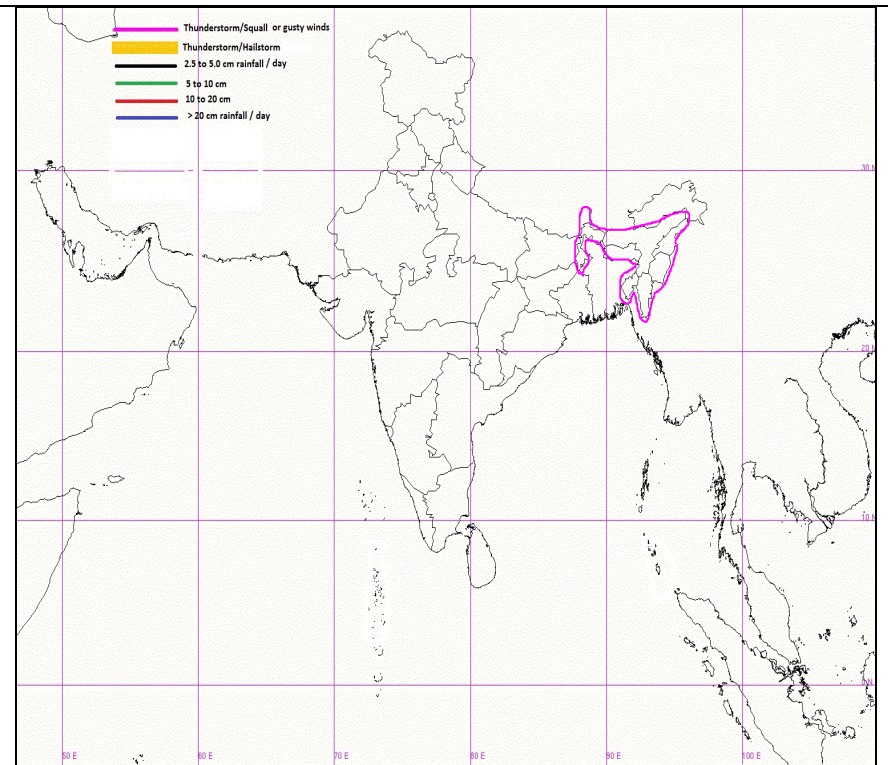 Thunderstorm/Squall or gusty winds
Thunderstorm/Hailstorm
2.5 to 5.0 cm rainfall / day
5 to 10 cm
10 to 20 cm
> 20 cm rainfall / day
30 N
20 N
10 N
0 N
50 E
60 E
70 E
80 E
90 E
100 E